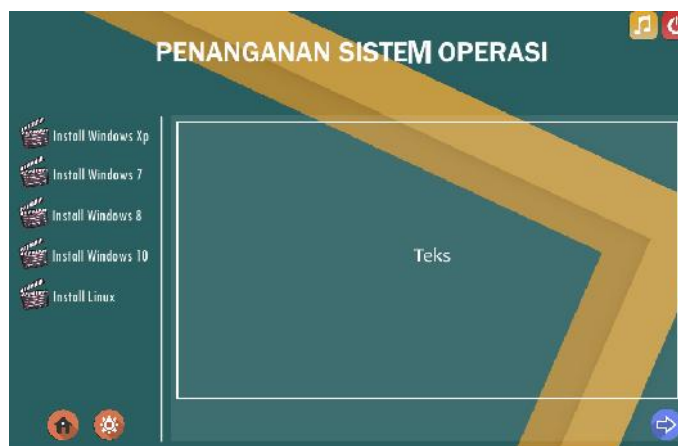 PENANGANAN SISTEM OPERASI
Install Windows Xp
Install Windows 7
Install Windows 8
Install Windows 10
Install Linux
Teks